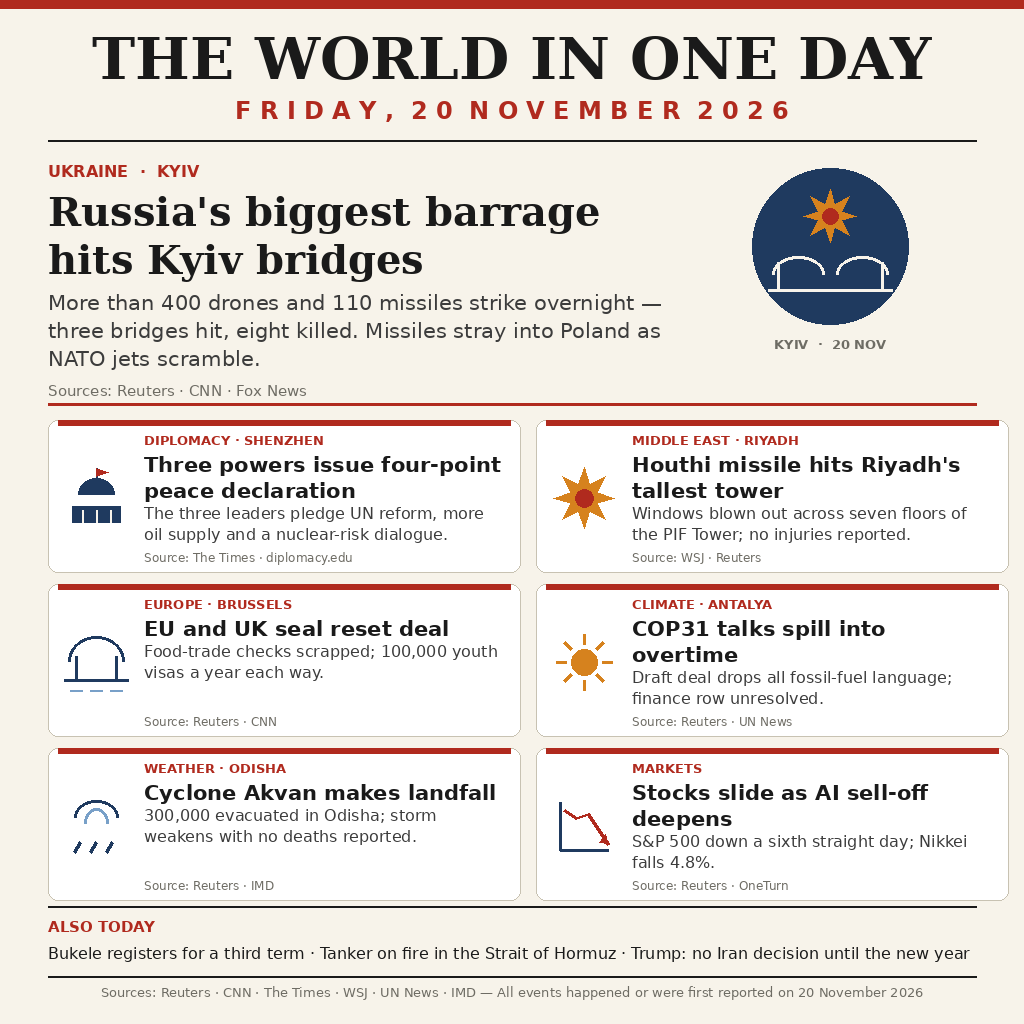 THE WORLD IN ONE DAY
FRIDAY, 20 NOVEMBER 2026
UKRAINE · KYIV
Russia's biggest barrage
hits Kyiv bridges
More than 400 drones and 110 missiles strike overnight —
three bridges hit, eight killed. Missiles stray into Poland as
NATO jets scramble.
Sources: Reuters · CNN · Fox News
KYIV · 20 NOV
DIPLOMACY · SHENZHEN
Three powers issue four-point
peace declaration
The three leaders pledge UN reform, more
oil supply and a nuclear-risk dialogue.
Source: The Times · diplomacy.edu
MIDDLE EAST · RIYADH
Houthi missile hits Riyadh's
tallest tower
Windows blown out across seven floors of
the PIF Tower; no injuries reported.
Source: WSJ · Reuters
EUROPE · BRUSSELS
EU and UK seal reset deal
Food-trade checks scrapped; 100,000 youth
visas a year each way.
Source: Reuters · CNN
CLIMATE · ANTALYA
COP31 talks spill into
overtime
Draft deal drops all fossil-fuel language;
finance row unresolved.
Source: Reuters · UN News
WEATHER · ODISHA
Cyclone Akvan makes landfall
300,000 evacuated in Odisha; storm
weakens with no deaths reported.
Source: Reuters · IMD
MARKETS
Stocks slide as AI sell-off
deepens
S&P 500 down a sixth straight day; Nikkei
falls 4.8%.
Source: Reuters · OneTurn
ALSO TODAY
Bukele registers for a third term · Tanker on fire in the Strait of Hormuz · Trump: no Iran decision until the new year
Sources: Reuters · CNN · The Times · WSJ · UN News · IMD — All events happened or were first reported on 20 November 2026